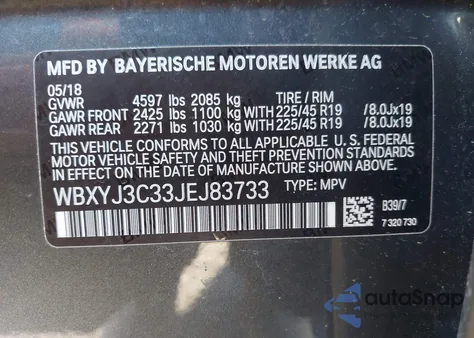 MFD BY BAYERISCHE MOTOREN WERKE AG
05/18
GVWR 4597 lbs 2085 kg TIRE / RIM
GAWR FRONT 2425 lbs 1100 kg WITH 225/45 R19 /8.0Jx19
GAWR REAR 2271 lbs 1030 kg WITH 225/45 R19 /8.0Jx19
THIS VEHICLE CONFORMS TO ALL APPLICABLE U.S. FEDERAL
MOTOR VEHICLE SAFETY, BUMPER, AND THEFT PREVENTION
STANDARDS IN EFFECT ON THE DATE OF MANUFACTURE SHOWN ABOVE.
WBXYJ3C33JEJ83733 TYPE: MPV
B39/7
7 320 730
autoSnap